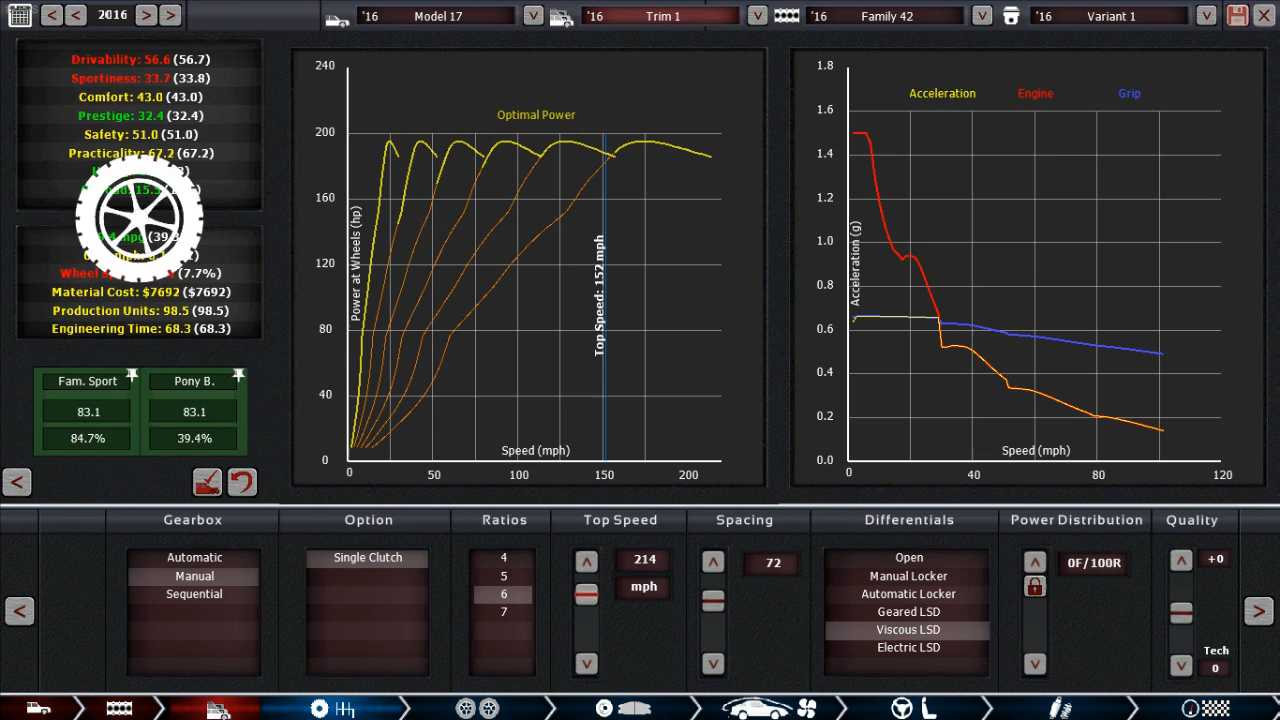 2016
'16 Model 17
'16 Trim 1
'16 Family 42
'16 Variant 1
Drivability: 56.6 (56.7)
Sportiness: 33.7 (33.8)
Comfort: 43.0 (43.0)
Prestige: 32.4 (32.4)
Safety: 51.0 (51.0)
Practicality: 67.2 (67.2)
mpg (39.
Wheel (7.7%)
Material Cost: $7692 ($7692)
Production Units: 98.5 (98.5)
Engineering Time: 68.3 (68.3)
Fam. Sport
83.1
84.7%
Pony B.
83.1
39.4%
240
200
160
120
80
40
0
Power at Wheels (hp)
Optimal Power
Top Speed: 152 mph
Speed (mph)
0 50 100 150 200
1.8
1.6
1.4
1.2
1.0
0.8
0.6
0.4
0.2
0.0
Acceleration (g)
Acceleration Engine Grip
Speed (mph)
0 40 80 120
Gearbox
Automatic
Manual
Sequential
Option
Single Clutch
Ratios
4
5
6
7
Top Speed
214
mph
Spacing
72
Differentials
Open
Manual Locker
Automatic Locker
Geared LSD
Viscous LSD
Electric LSD
Power Distribution
0F/100R
Quality
+0
Tech
0